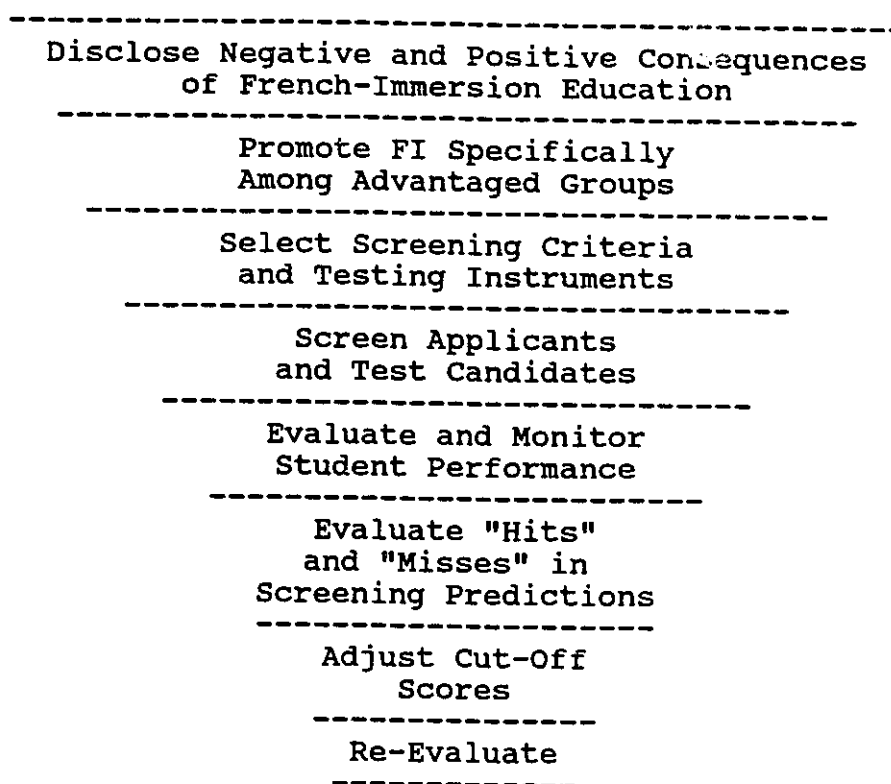 Disclose Negative and Positive Consequences
of French-Immersion Education
Promote FI Specifically
Among Advantaged Groups
Select Screening Criteria
and Testing Instruments
Screen Applicants
and Test Candidates
Evaluate and Monitor
Student Performance
Evaluate "Hits"
and "Misses" in
Screening Predictions
Adjust Cut-Off
Scores
Re-Evaluate